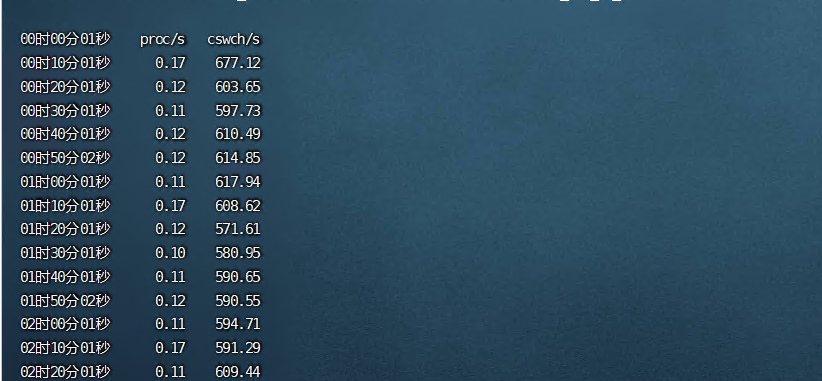 00时00分01秒 proc/s cswch/s
00时10分01秒 0.17 677.12
00时20分01秒 0.12 603.65
00时30分01秒 0.11 597.73
00时40分01秒 0.12 610.49
00时50分02秒 0.12 614.85
01时00分01秒 0.11 617.94
01时10分01秒 0.17 608.62
01时20分01秒 0.12 571.61
01时30分01秒 0.10 580.95
01时40分01秒 0.11 590.65
01时50分02秒 0.12 590.55
02时00分01秒 0.11 594.71
02时10分01秒 0.17 591.29
02时20分01秒 0.11 609.44